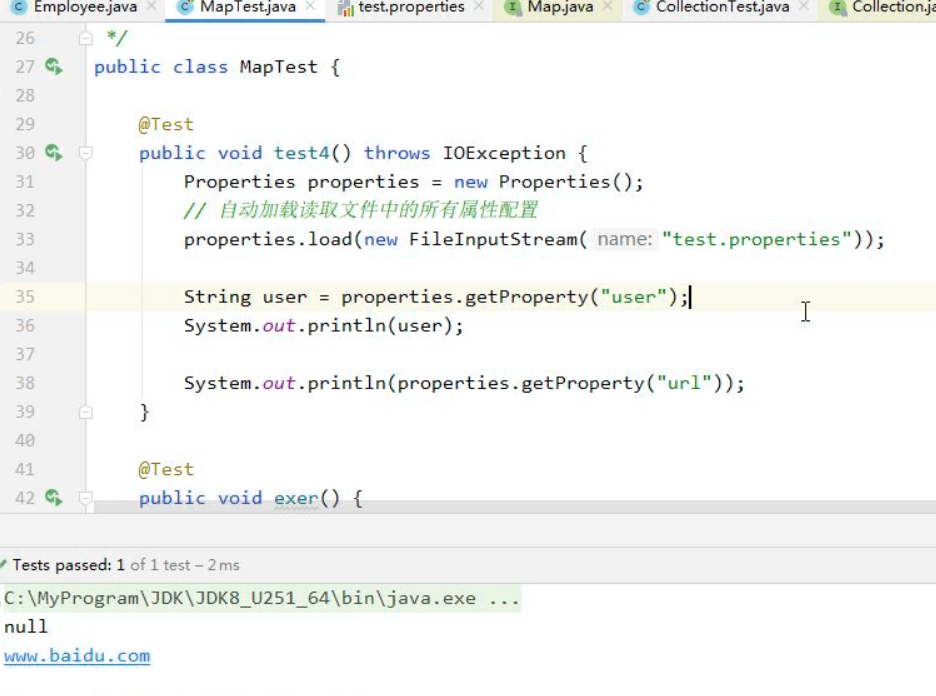 Employee.java × MapTest.java × test.properties × Map.java × CollectionTest.java × Collection.ja
26 */
27 public class MapTest {
28
29 @Test
30 public void test4() throws IOException {
31 Properties properties = new Properties();
32 // 自动加载读取文件中的所有属性配置
33 properties.load(new FileInputStream( name: "test.properties"));
34
35 String user = properties.getProperty("user");
36 System.out.println(user);
37
38 System.out.println(properties.getProperty("url"));
39 }
40
41 @Test
42 public void exer() {
Tests passed: 1 of 1 test – 2 ms
C:\MyProgram\JDK\JDK8_U251_64\bin\java.exe ...
null
www.baidu.com